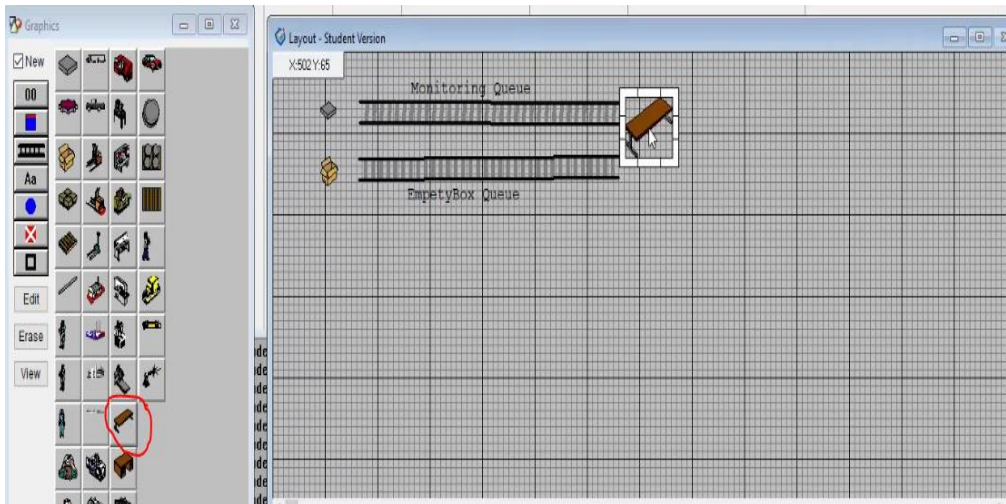 Graphics
New
00
Aa
Edit
Erase
View
Layout - Student Version
X:502 Y:65
Monitoring Queue
EmpetyBox Queue